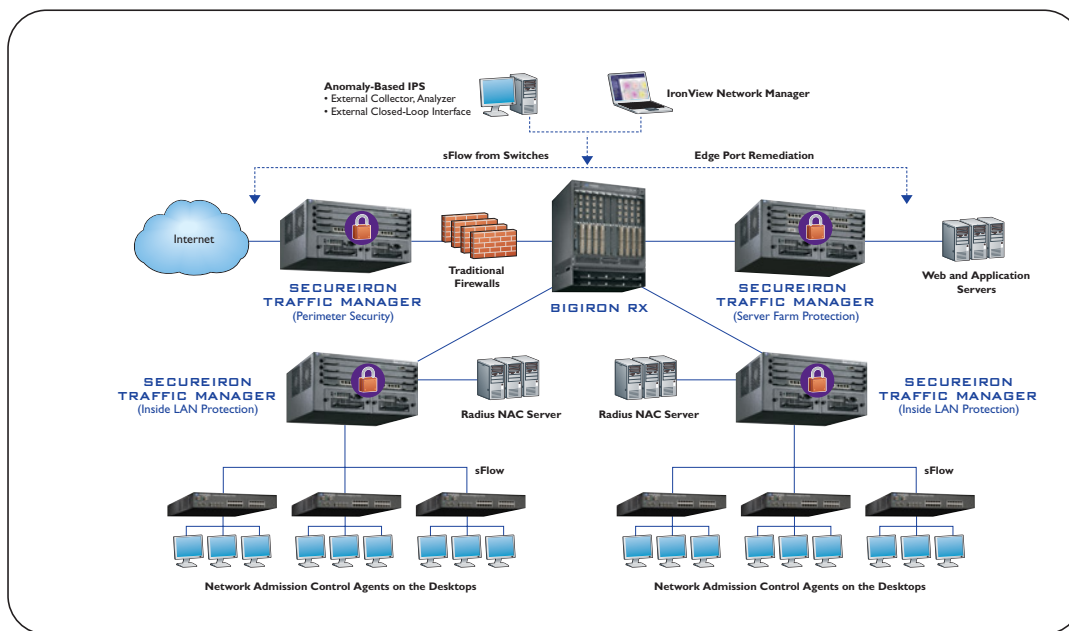 Anomaly-Based IPS
• External Collector, Analyzer
• External Closed-Loop Interface
IronView Network Manager
sFlow from Switches
Edge Port Remediation
Internet
Traditional
Firewalls
Web and Application
Servers
SECUREIRON
TRAFFIC MANAGER
(Perimeter Security)
BIGIRON RX
SECUREIRON
TRAFFIC MANAGER
(Server Farm Protection)
SECUREIRON
TRAFFIC MANAGER
(Inside LAN Protection)
Radius NAC Server
Radius NAC Server
SECUREIRON
TRAFFIC MANAGER
(Inside LAN Protection)
sFlow
sFlow
Network Admission Control Agents on the Desktops
Network Admission Control Agents on the Desktops